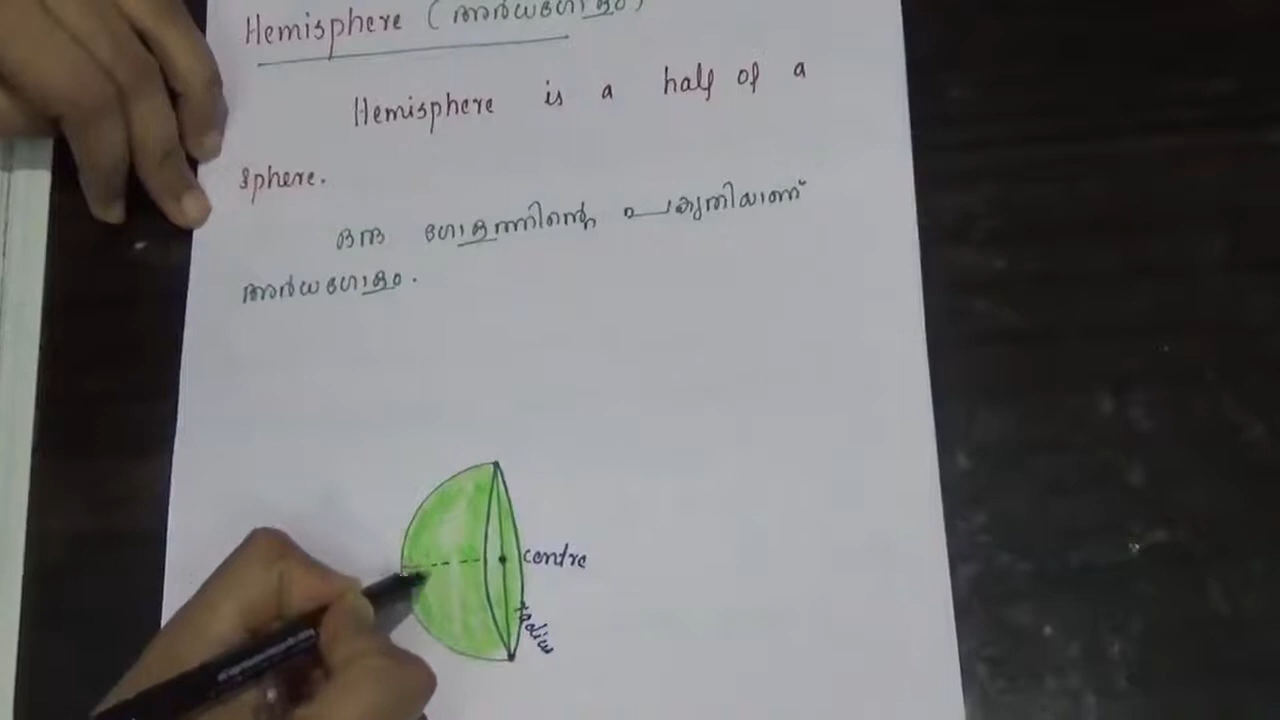 Hemisphere (അർധഗോളം)
Hemisphere is a half of a
sphere.
ഒരു ഗോളത്തിന്റെ പകുതിയാണ്
അർധഗോളം.
centre
radius